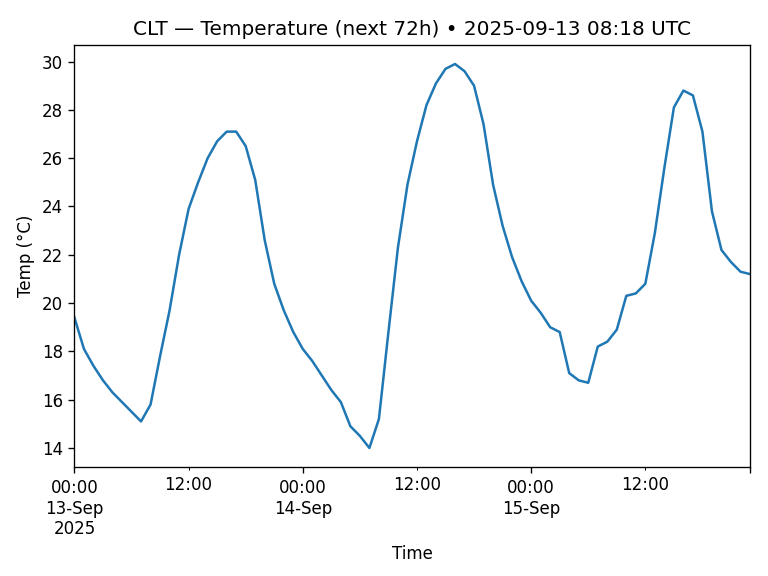 CLT — Temperature (next 72h) • 2025-09-13 08:18 UTC
30
28
26
24
22
20
18
16
14
Temp (°C)
00:00 12:00 00:00 12:00 00:00 12:00
13-Sep 14-Sep 15-Sep
2025
Time